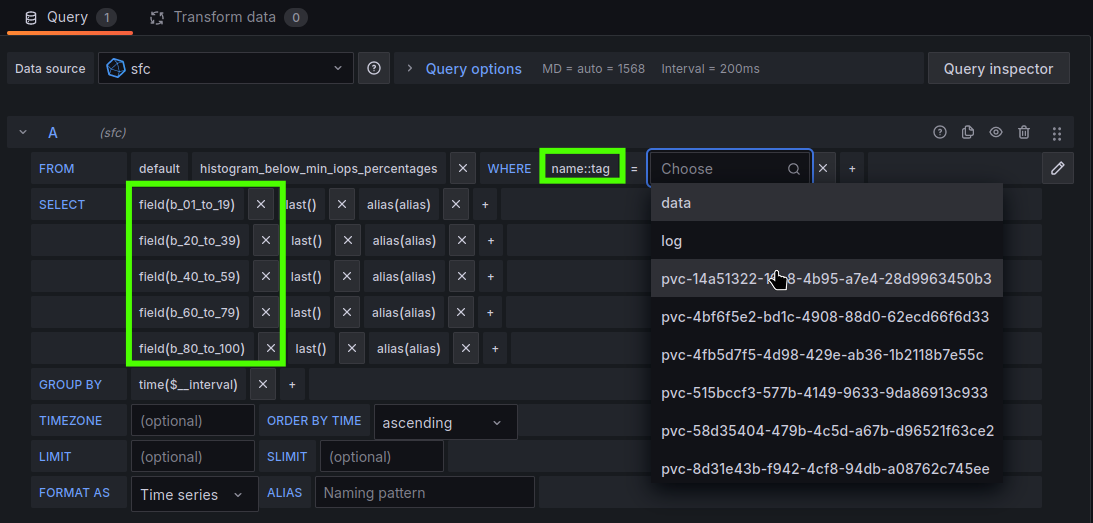 Query 1 Transform data 0
Data source sfc Query options MD = auto = 1568 Interval = 200ms Query inspector
A (sfc)
FROM default histogram_below_min_iops_percentages × WHERE name::tag = Choose × +
SELECT field(b_01_to_19) × last() × alias(alias) × +
field(b_20_to_39) × last() × alias(alias) × +
field(b_40_to_59) × last() × alias(alias) × +
field(b_60_to_79) × last() × alias(alias) × +
field(b_80_to_100) × last() × alias(alias) × +
GROUP BY time($__interval) × +
TIMEZONE (optional) ORDER BY TIME ascending
LIMIT (optional) SLIMIT (optional)
FORMAT AS Time series ALIAS Naming pattern
data
log
pvc-14a51322- 8-4b95-a7e4-28d9963450b3
pvc-4bf6f5e2-bd1c-4908-88d0-62ecd66f6d33
pvc-4fb5d7f5-4d98-429e-ab36-1b2118b7e55c
pvc-515bccf3-577b-4149-9633-9da86913c933
pvc-58d35404-479b-4c5d-a67b-d96521f63ce2
pvc-8d31e43b-f942-4cf8-94db-a08762c745ee